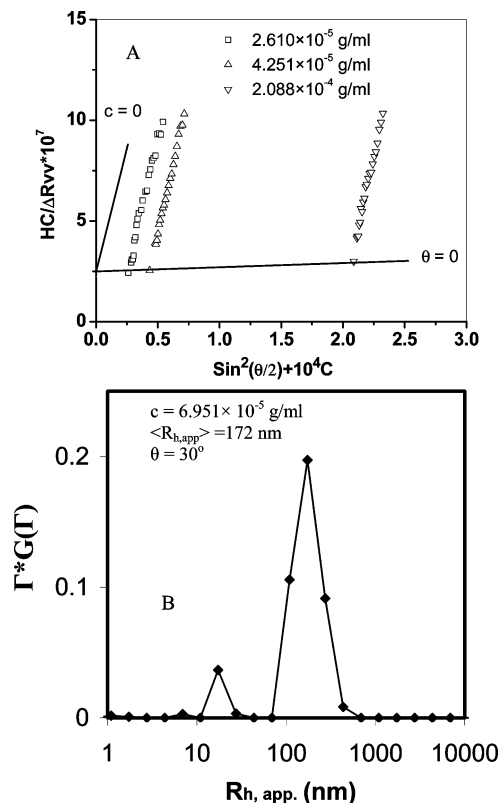 A
2.610×10⁻⁵ g/ml
4.251×10⁻⁵ g/ml
2.088×10⁻⁴ g/ml
c = 0
θ = 0
HC/ΔRvv*10⁷
15
10
5
0
0.0 0.5 1.0 1.5 2.0 2.5 3.0
Sin²(θ/2)+10⁴C
c = 6.951× 10⁻⁵ g/ml
<Rh,app> =172 nm
θ = 30°
B
Γ*G(Γ)
0.2
0.1
0
1 10 100 1000 10000
Rh, app. (nm)